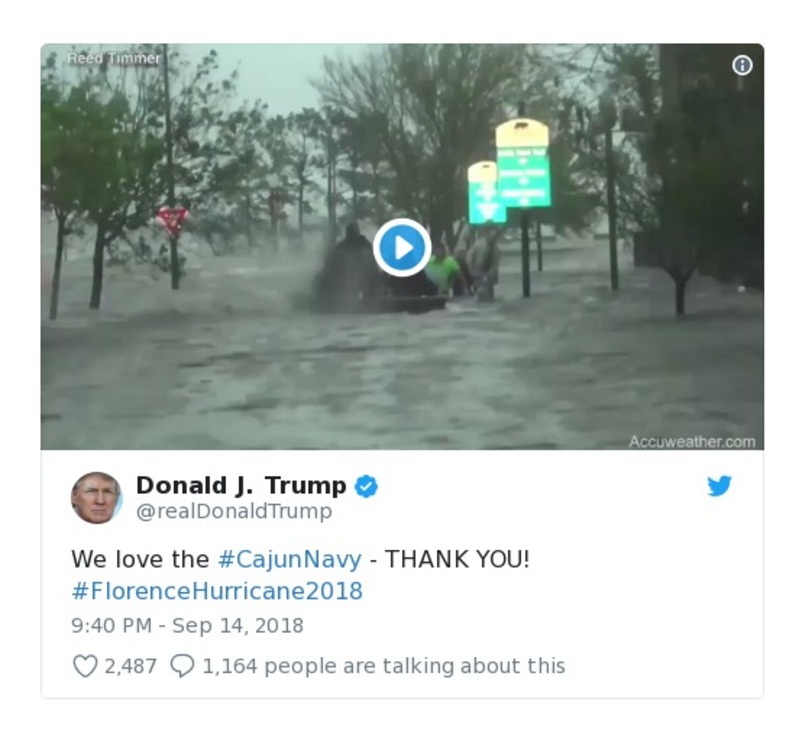 Reed Timmer
Accuweather.com
Donald J. Trump
@realDonaldTrump
We love the #CajunNavy - THANK YOU!
#FlorenceHurricane2018
9:40 PM - Sep 14, 2018
2,487 1,164 people are talking about this